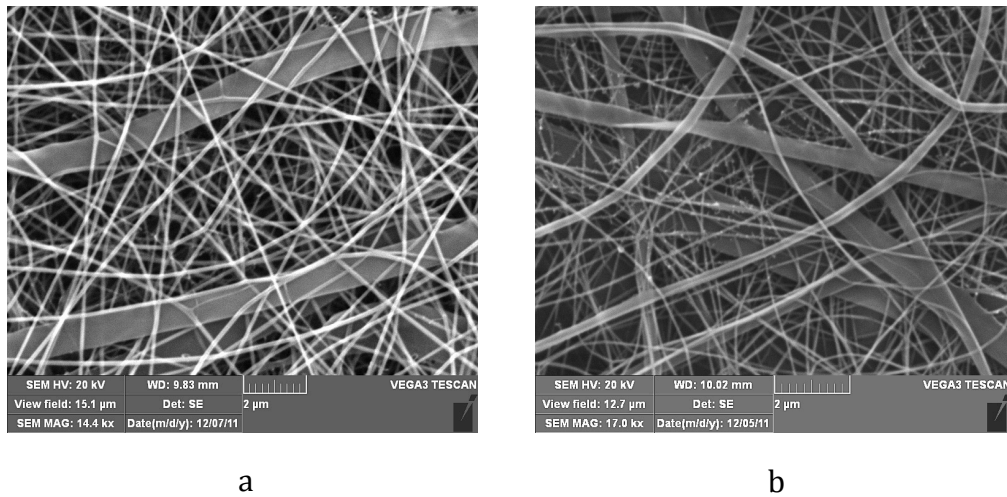 SEM HV: 20 kV WD: 9.83 mm VEGA3 TESCAN
View field: 15.1 µm Det: SE 2 µm
SEM MAG: 14.4 kx Date(m/d/y): 12/07/11
SEM HV: 20 kV WD: 10.02 mm VEGA3 TESCAN
View field: 12.7 µm Det: SE 2 µm
SEM MAG: 17.0 kx Date(m/d/y): 12/05/11
a
b